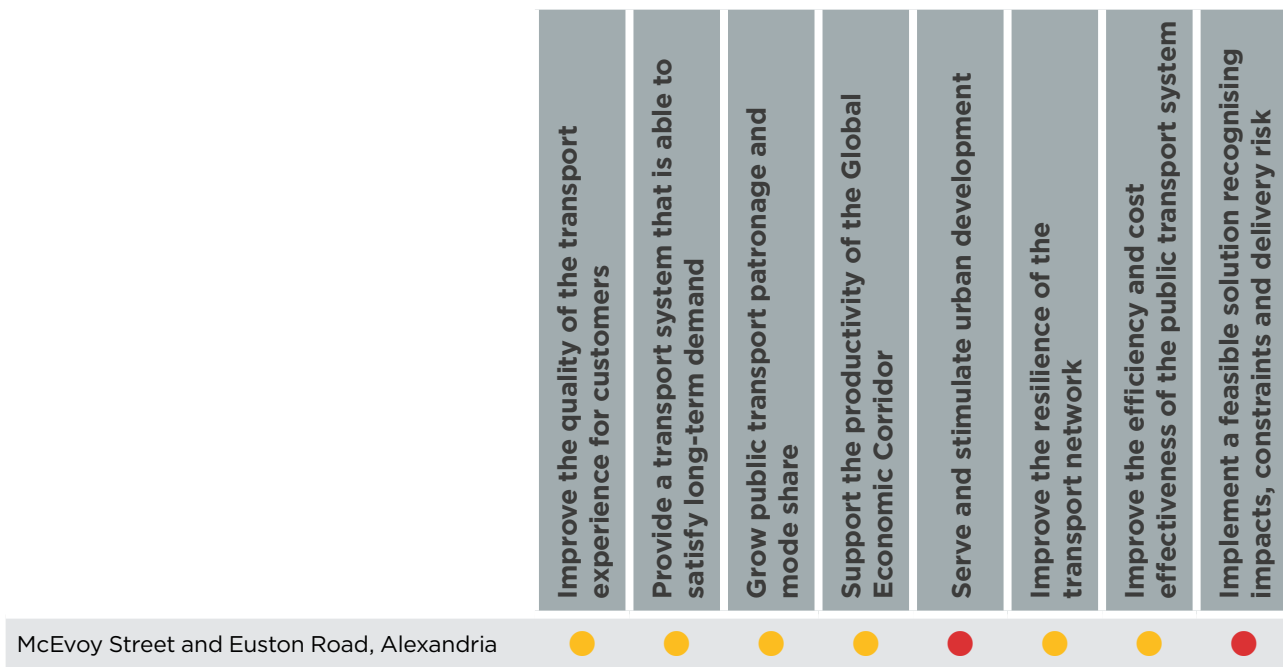 Improve the quality of the transport
experience for customers
Provide a transport system that is able to
satisfy long-term demand
Grow public transport patronage and
mode share
Support the productivity of the Global
Economic Corridor
Serve and stimulate urban development
Improve the resilience of the
transport network
Improve the efficiency and cost
effectiveness of the public transport system
Implement a feasible solution recognising
impacts, constraints and delivery risk
McEvoy Street and Euston Road, Alexandria